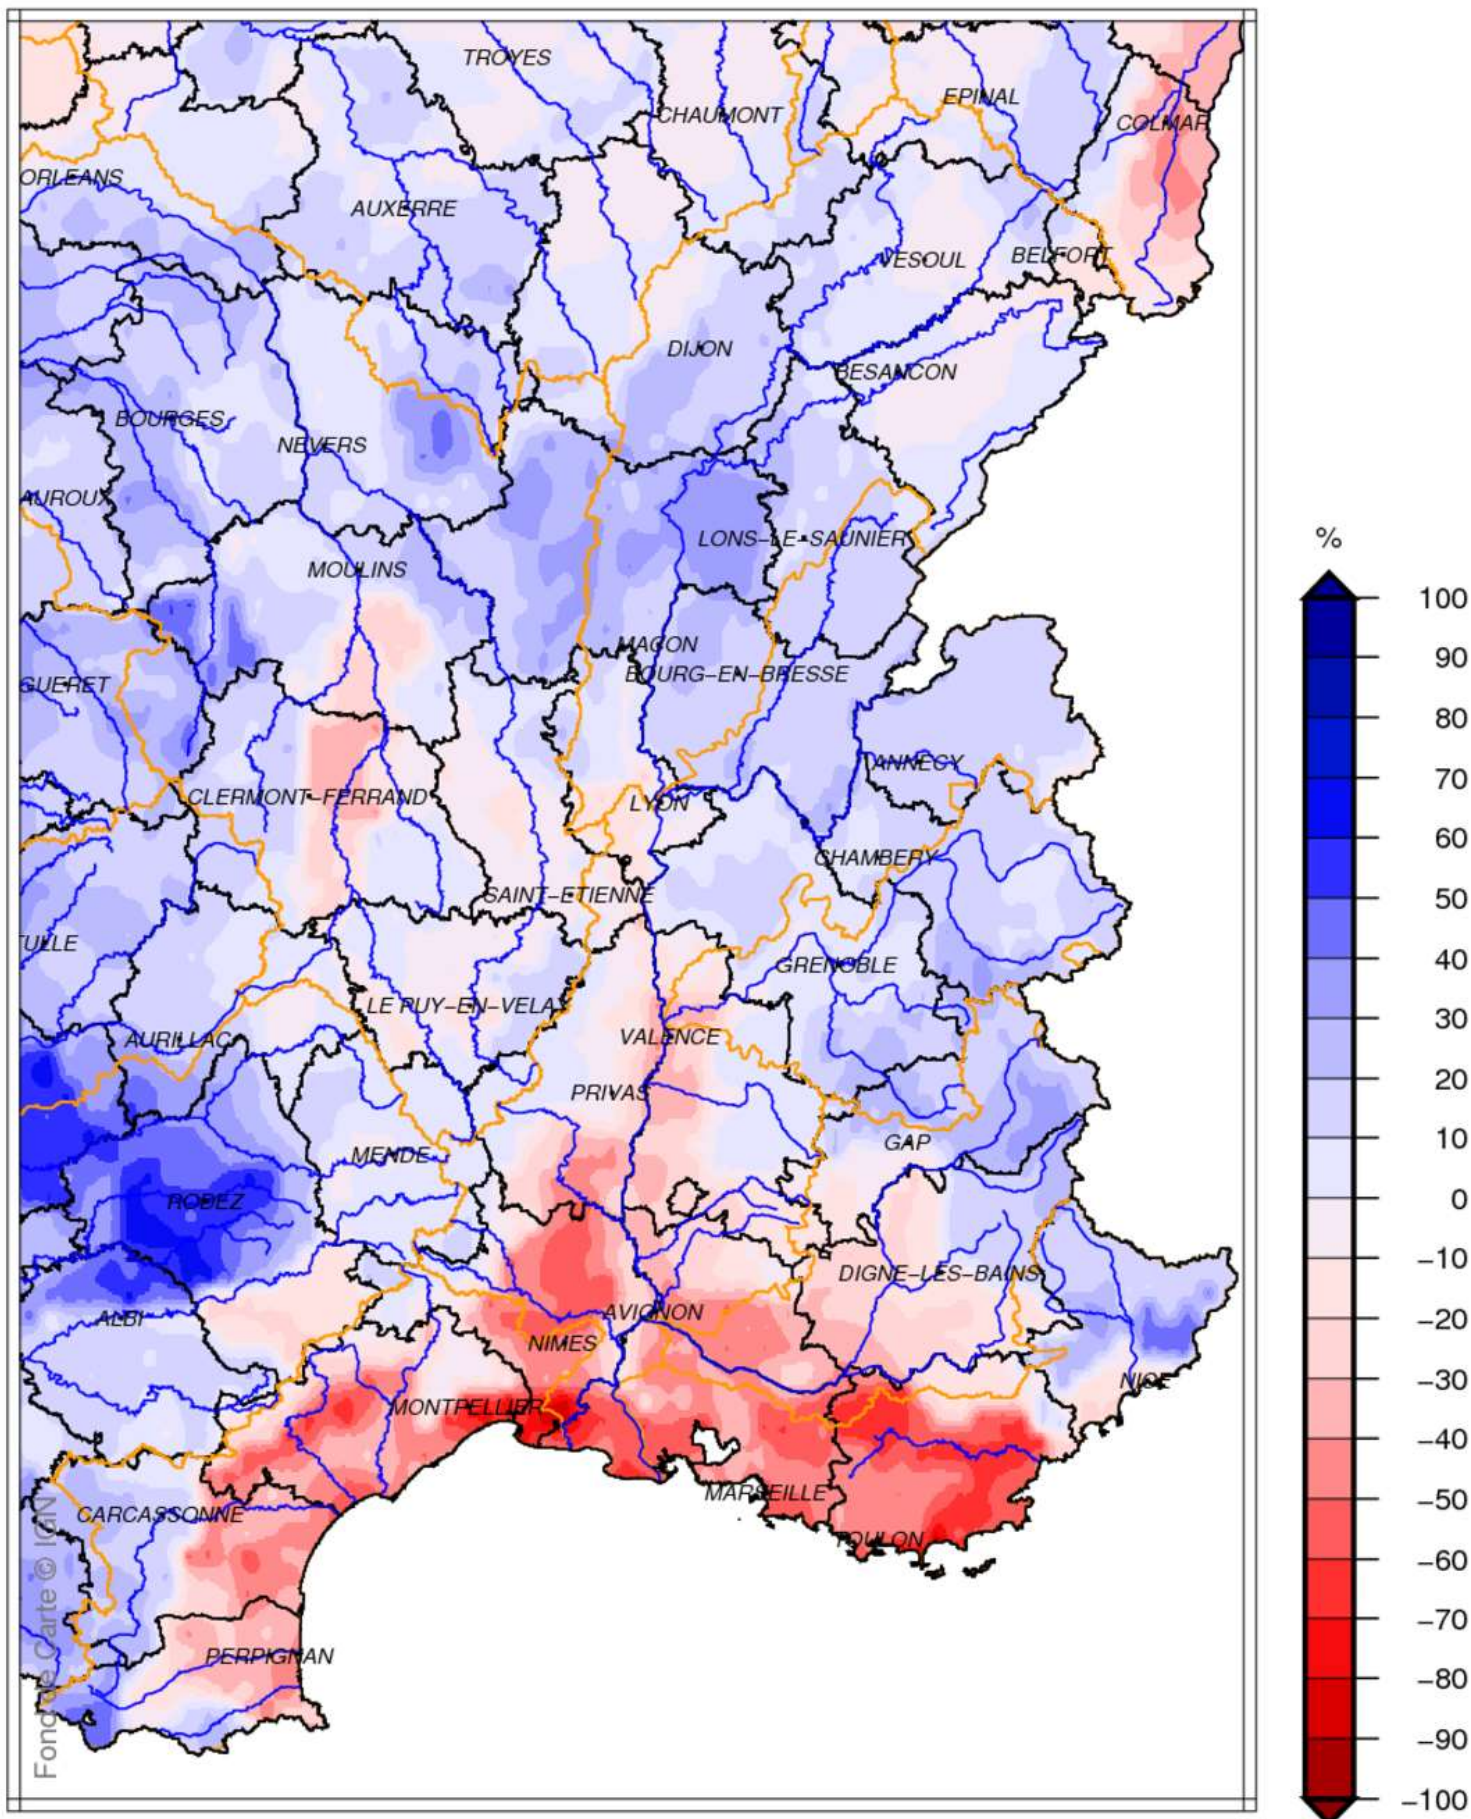 TROYES
EPINAL
CHAUMONT
COLMAR
ORLEANS
AUXERRE
VESOUL
BELFORT
DIJON
BESANCON
BOURGES
NEVERS
AUROUX
LONS-LE-SAUNIER
%
MOULINS
100
MACON
90
BOURG-EN-BRESSE
GUERET
80
ANNECY
70
CLERMONT-FERRAND
LYON
60
CHAMBERY
SAINT-ETIENNE
50
TULLE
GRENOBLE
40
LE PUY-EN-VELAY
30
AURILLAC
VALENCE
20
PRIVAS
10
MENDE
GAP
0
RODEZ
-10
DIGNE-LES-BAINS
ALBI
AVIGNON
-20
NIMES
-30
NICE
MONTPELLIER
-40
MARSEILLE
-50
CARCASSONNE
TOULON
-60
-70
PERPIGNAN
-80
-90
-100
Fond de Carte © IGN